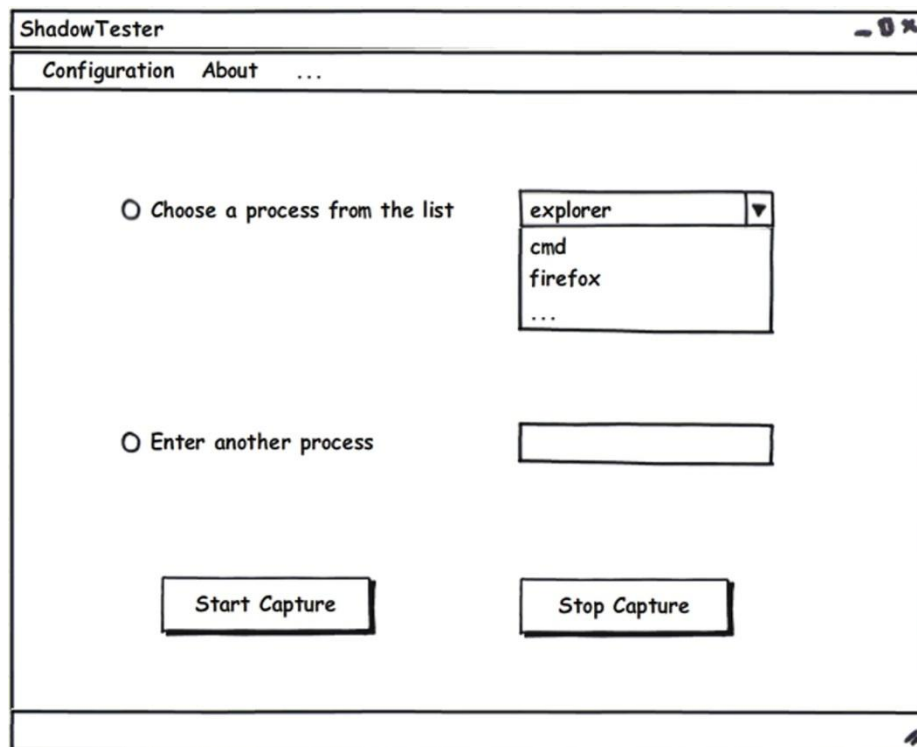 ShadowTester
Configuration About ...
Choose a process from the list
explorer
cmd
firefox
...
Enter another process
Start Capture
Stop Capture